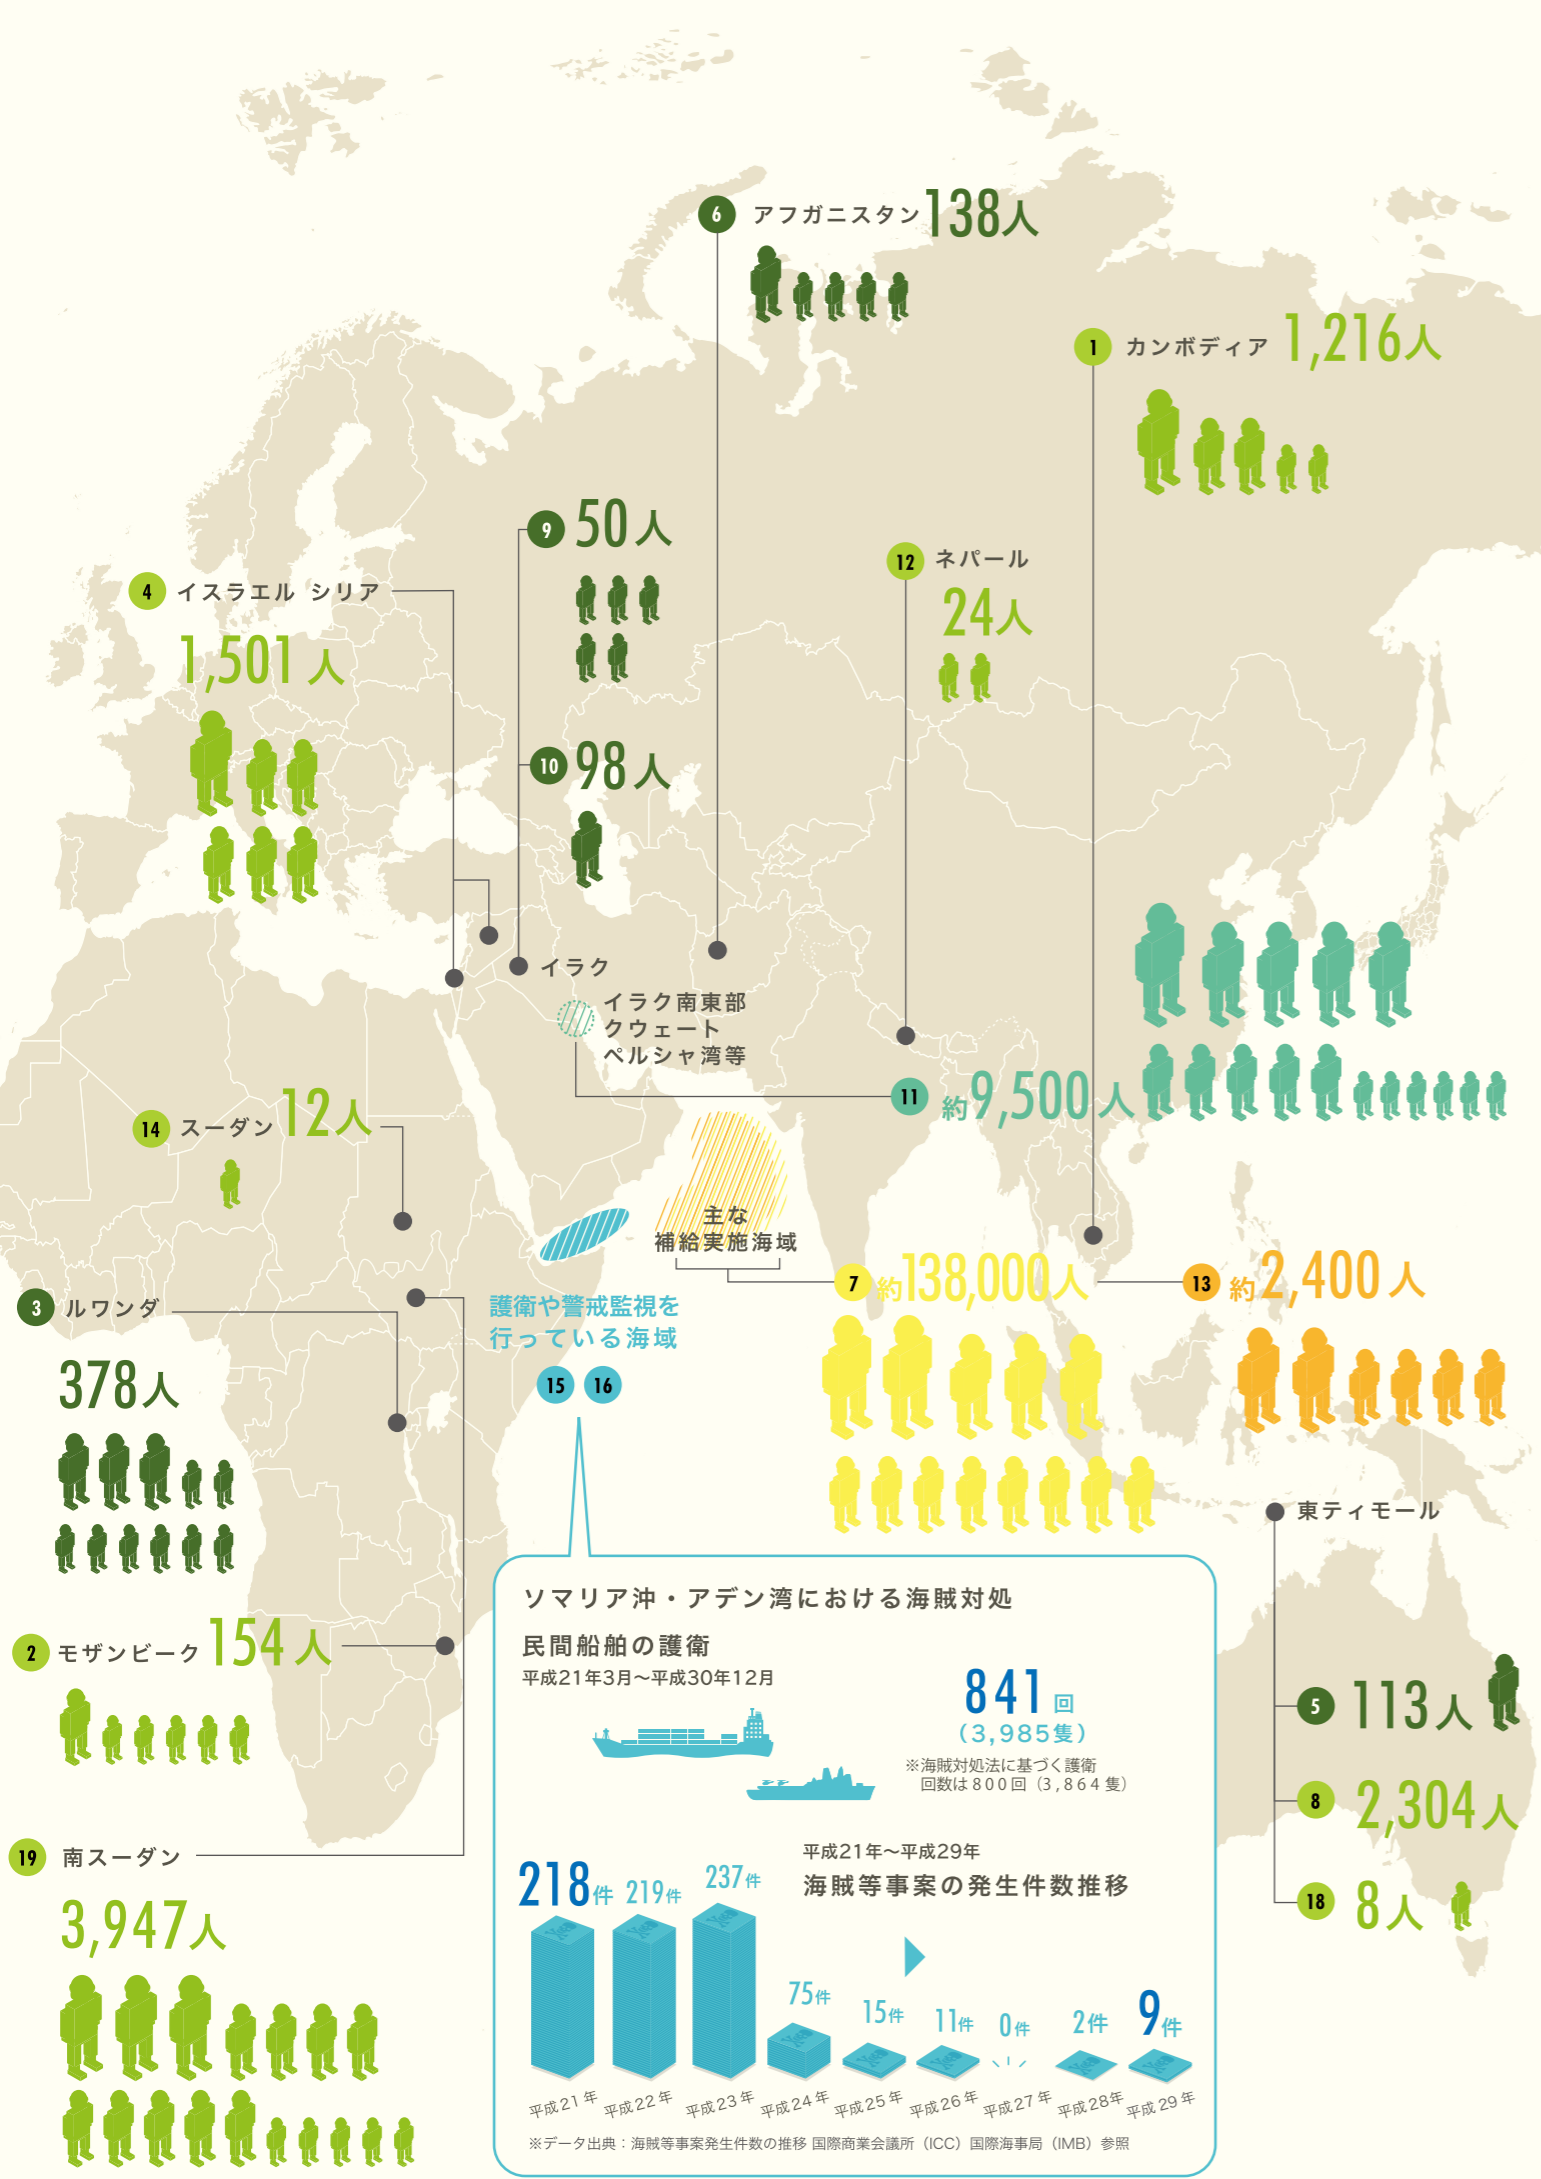 6 アフガニスタン 138人
1 カンボディア 1,216人
9 50人
12 ネパール
24人
4 イスラエル シリア
1,501人
10 98人
イラク
イラク南東部
クウェート
ペルシャ湾等
11 約9,500人
14 スーダン 12人
主な
補給実施海域
7 約138,000人
13 約2,400人
3 ルワンダ
378人
護衛や警戒監視を
行っている海域
15 16
東ティモール
2 モザンビーク 154人
5 113人
8 2,304人
18 8人
19 南スーダン
3,947人
ソマリア沖・アデン湾における海賊対処
民間船舶の護衛
平成21年3月〜平成30年12月
841回
（3,985隻）
※海賊対処法に基づく護衛
回数は800回（3,864隻）
平成21年〜平成29年
海賊等事案の発生件数推移
218件 219件 237件 75件 15件 11件 0件 2件 9件
平成21年 平成22年 平成23年 平成24年 平成25年 平成26年 平成27年 平成28年 平成29年
※データ出典：海賊等事案発生件数の推移 国際商業会議所（ICC）国際海事局（IMB）参照